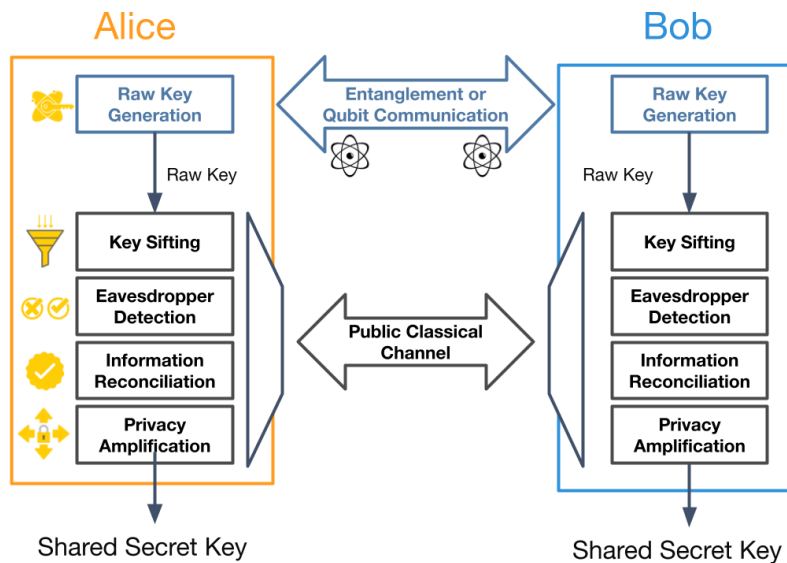 Alice
Bob
Raw Key
Generation
Entanglement or
Qubit Communication
Raw Key
Generation
Raw Key
Raw Key
Key Sifting
Key Sifting
Eavesdropper
Detection
Eavesdropper
Detection
Public Classical
Channel
Information
Reconciliation
Information
Reconciliation
Privacy
Amplification
Privacy
Amplification
Shared Secret Key
Shared Secret Key